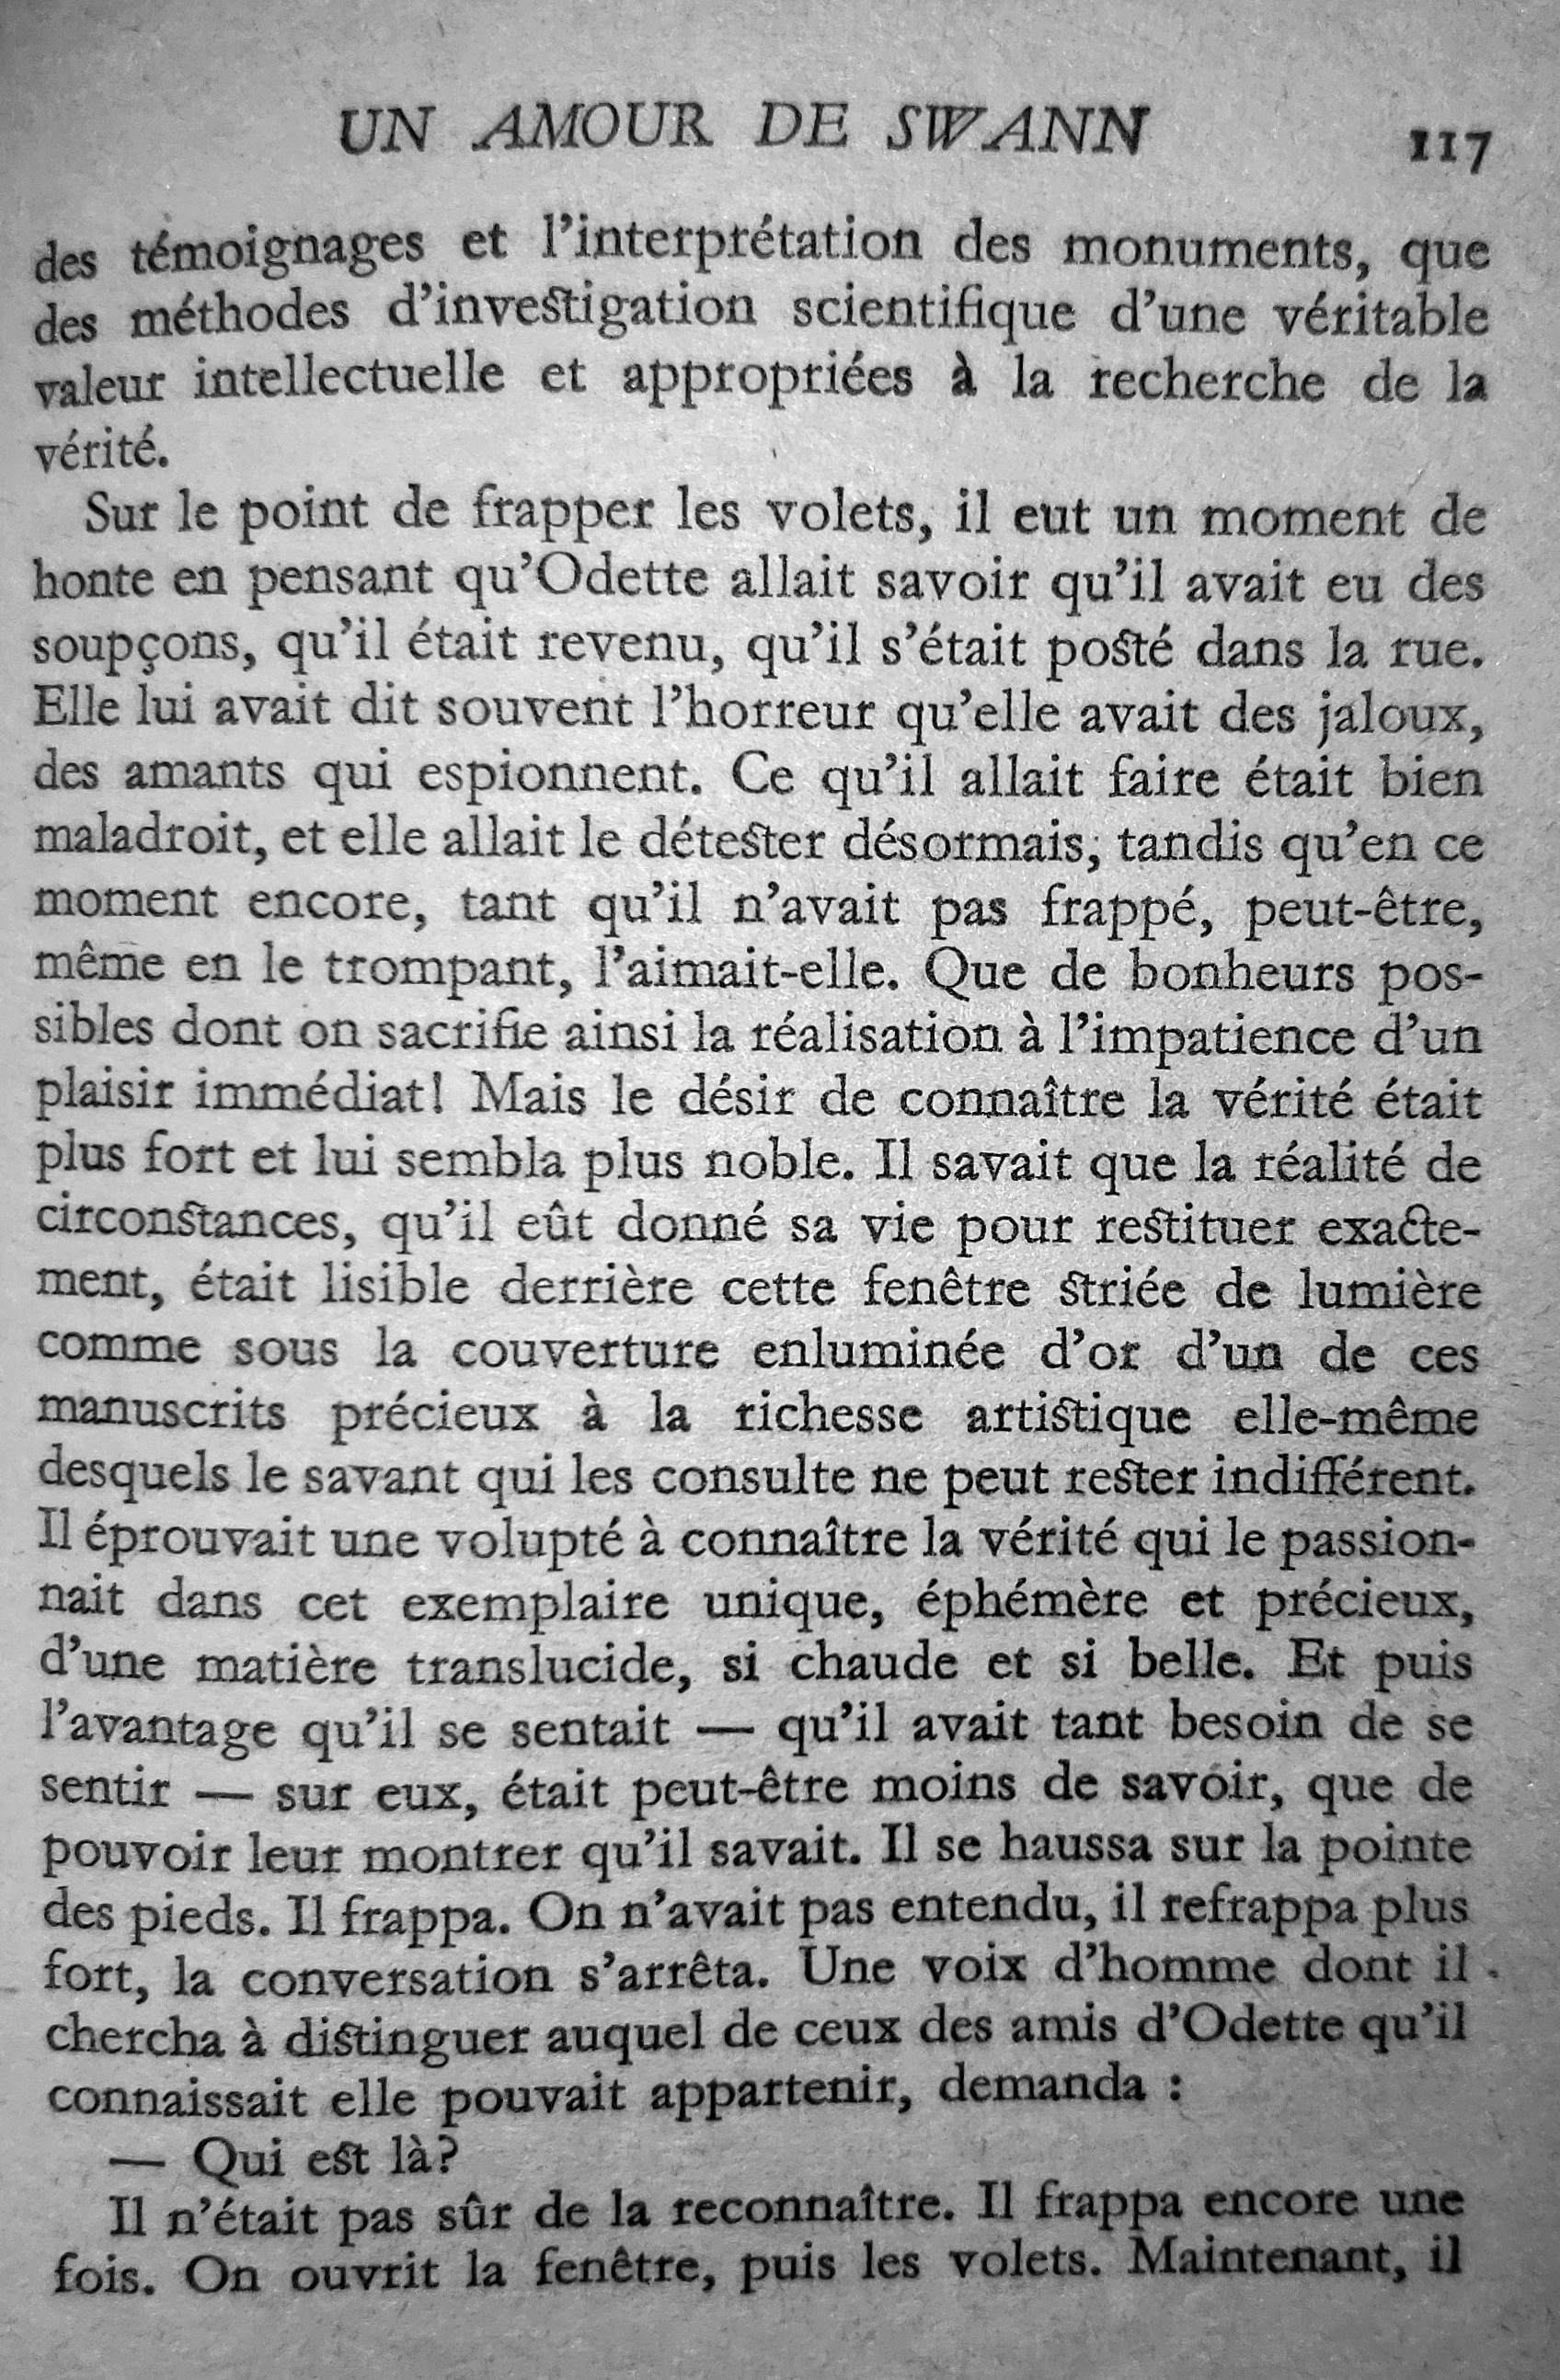 UN AMOUR DE SWANN 117
des témoignages et l'interprétation des monuments, que
des méthodes d'investigation scientifique d'une véritable
valeur intellectuelle et appropriées à la recherche de la
vérité.
Sur le point de frapper les volets, il eut un moment de
honte en pensant qu'Odette allait savoir qu'il avait eu des
soupçons, qu'il était revenu, qu'il s'était posté dans la rue.
Elle lui avait dit souvent l'horreur qu'elle avait des jaloux,
des amants qui espionnent. Ce qu'il allait faire était bien
maladroit, et elle allait le détester désormais, tandis qu'en ce
moment encore, tant qu'il n'avait pas frappé, peut-être,
même en le trompant, l'aimait-elle. Que de bonheurs pos-
sibles dont on sacrifie ainsi la réalisation à l'impatience d'un
plaisir immédiat! Mais le désir de connaître la vérité était
plus fort et lui sembla plus noble. Il savait que la réalité de
circonstances, qu'il eût donné sa vie pour restituer exacte-
ment, était lisible derrière cette fenêtre striée de lumière
comme sous la couverture enluminée d'or d'un de ces
manuscrits précieux à la richesse artistique elle-même
desquels le savant qui les consulte ne peut rester indifférent.
Il éprouvait une volupté à connaître la vérité qui le passion-
nait dans cet exemplaire unique, éphémère et précieux,
d'une matière translucide, si chaude et si belle. Et puis
l'avantage qu'il se sentait — qu'il avait tant besoin de se
sentir — sur eux, était peut-être moins de savoir, que de
pouvoir leur montrer qu'il savait. Il se haussa sur la pointe
des pieds. Il frappa. On n'avait pas entendu, il refrappa plus
fort, la conversation s'arrêta. Une voix d'homme dont il
chercha à distinguer auquel de ceux des amis d'Odette qu'il
connaissait elle pouvait appartenir, demanda :
— Qui est là?
Il n'était pas sûr de la reconnaître. Il frappa encore une
fois. On ouvrit la fenêtre, puis les volets. Maintenant, il